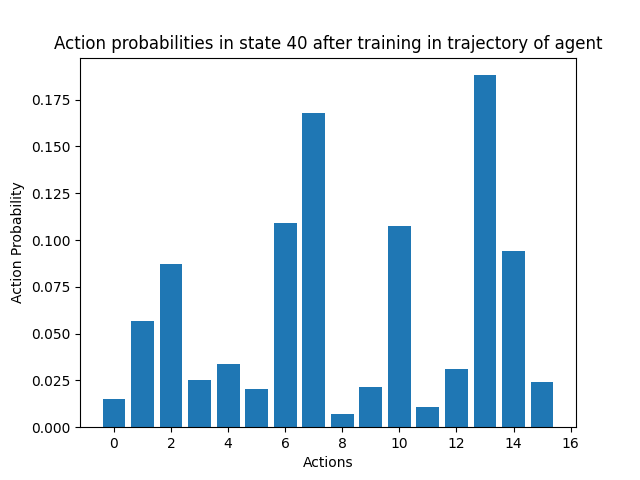 Action probabilities in state 40 after training in trajectory of agent
0.175
0.150
0.125
0.100
0.075
0.050
0.025
0.000
Action Probability
0 2 4 6 8 10 12 14 16
Actions